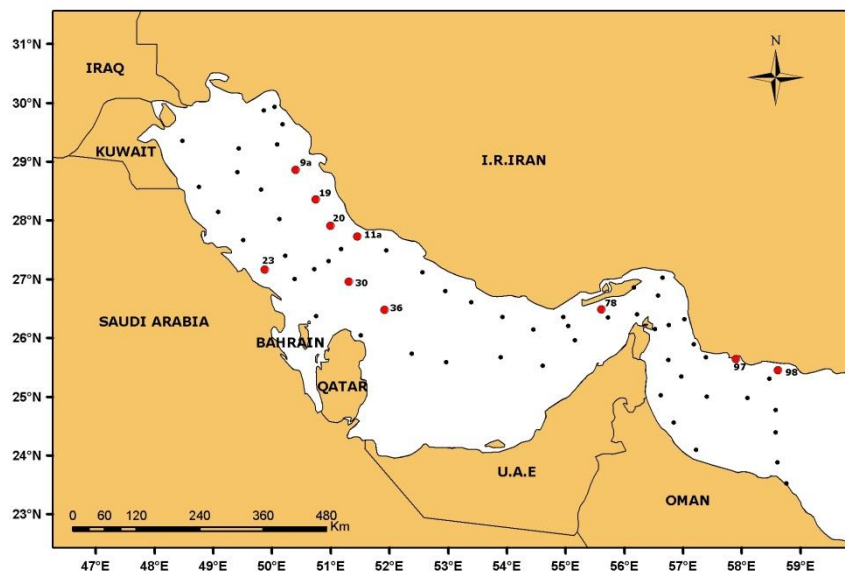 31°N
N
IRAQ
30°N
KUWAIT
29°N
9a
I.R.IRAN
19
28°N
20
11a
23
27°N
30
36
78
SAUDI ARABIA
26°N
BAHRAIN
97
98
QATAR
25°N
24°N
U.A.E
OMAN
23°N
0 60 120 240 360 480
Km
47°E 48°E 49°E 50°E 51°E 52°E 53°E 54°E 55°E 56°E 57°E 58°E 59°E